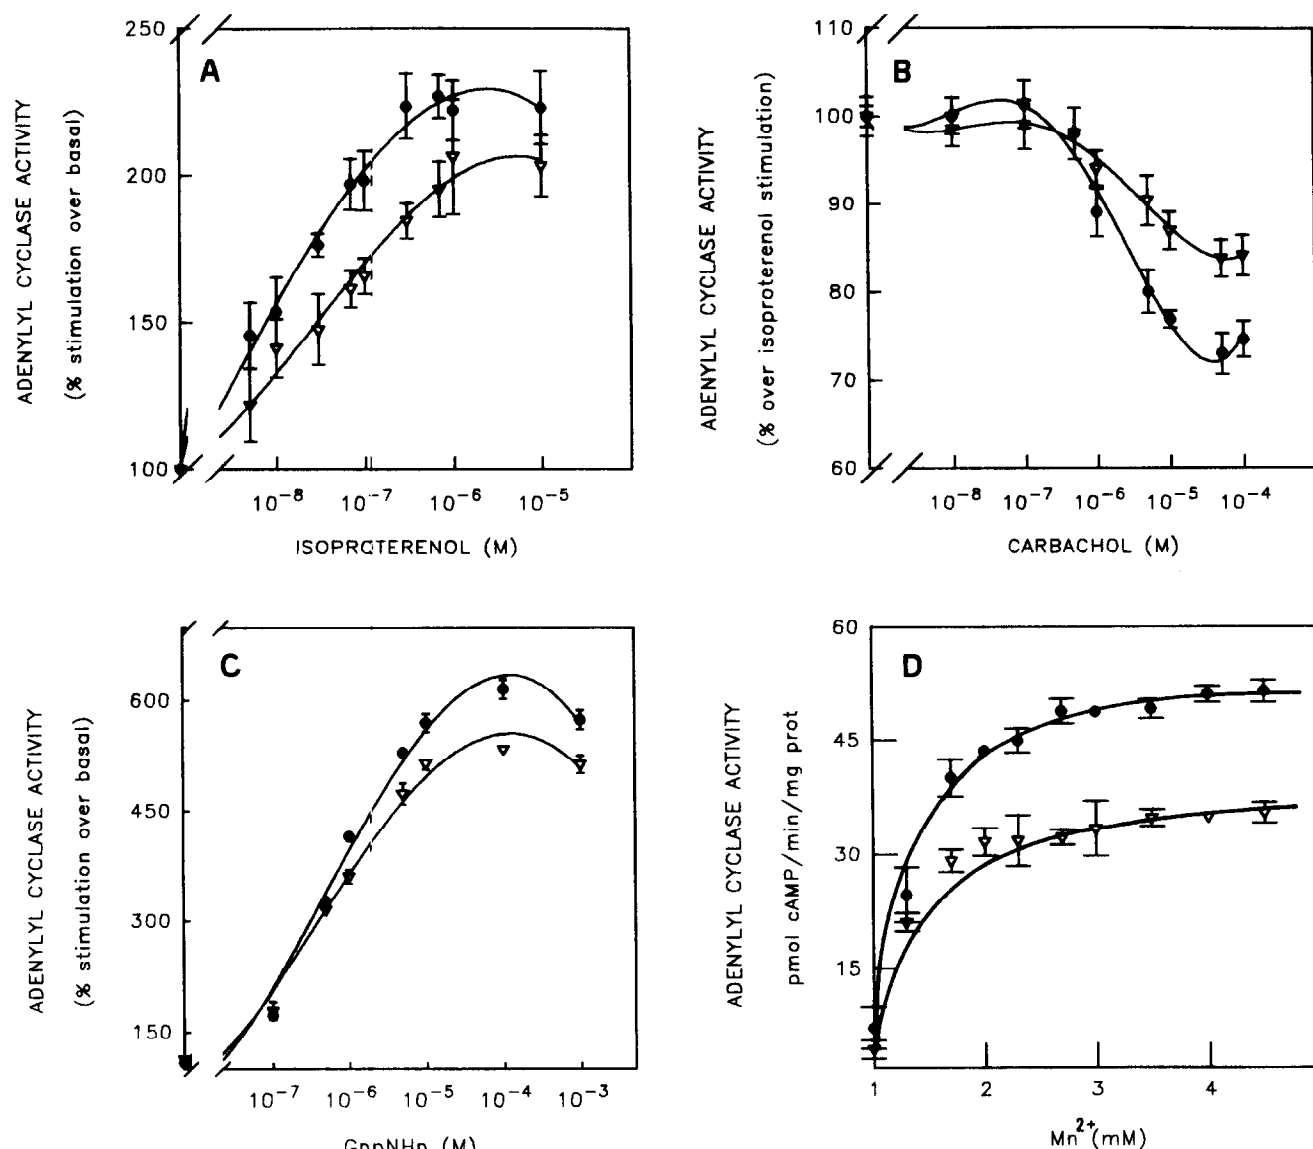 A
ADENYLYL CYCLASE ACTIVITY
(% stimulation over basal)
250
200
150
100
10⁻⁸ 10⁻⁷ 10⁻⁶ 10⁻⁵
ISOPROTERENOL (M)
B
ADENYLYL CYCLASE ACTIVITY
(% over isoproterenol stimulation)
110
100
90
80
70
60
10⁻⁸ 10⁻⁷ 10⁻⁶ 10⁻⁵ 10⁻⁴
CARBACHOL (M)
C
ADENYLYL CYCLASE ACTIVITY
(% stimulation over basal)
600
450
300
150
10⁻⁷ 10⁻⁶ 10⁻⁵ 10⁻⁴ 10⁻³
GppNHp (M)
D
ADENYLYL CYCLASE ACTIVITY
pmol cAMP/min/mg prot
60
45
30
15
1 2 3 4
Mn²⁺(mM)